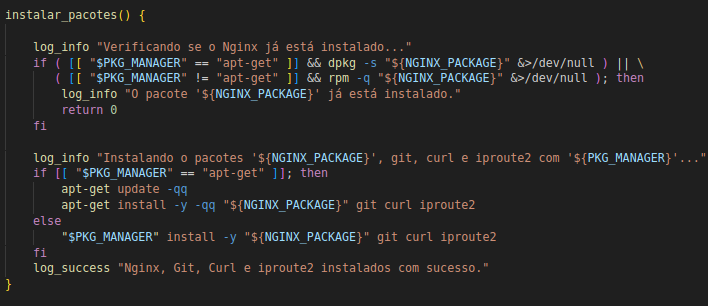 instalar_pacotes() {
log_info "Verificando se o Nginx já está instalado..."
if ( [[ "$PKG_MANAGER" == "apt-get" ]] && dpkg -s "${NGINX_PACKAGE}" &>/dev/null ) || \
( [[ "$PKG_MANAGER" != "apt-get" ]] && rpm -q "${NGINX_PACKAGE}" &>/dev/null ); then
log_info "O pacote '${NGINX_PACKAGE}' já está instalado."
return 0
fi
log_info "Instalando o pacotes '${NGINX_PACKAGE}', git, curl e iproute2 com '${PKG_MANAGER}'..."
if [[ "$PKG_MANAGER" == "apt-get" ]]; then
apt-get update -qq
apt-get install -y -qq "${NGINX_PACKAGE}" git curl iproute2
else
"$PKG_MANAGER" install -y "${NGINX_PACKAGE}" git curl iproute2
fi
log_success "Nginx, Git, Curl e iproute2 instalados com sucesso."
}